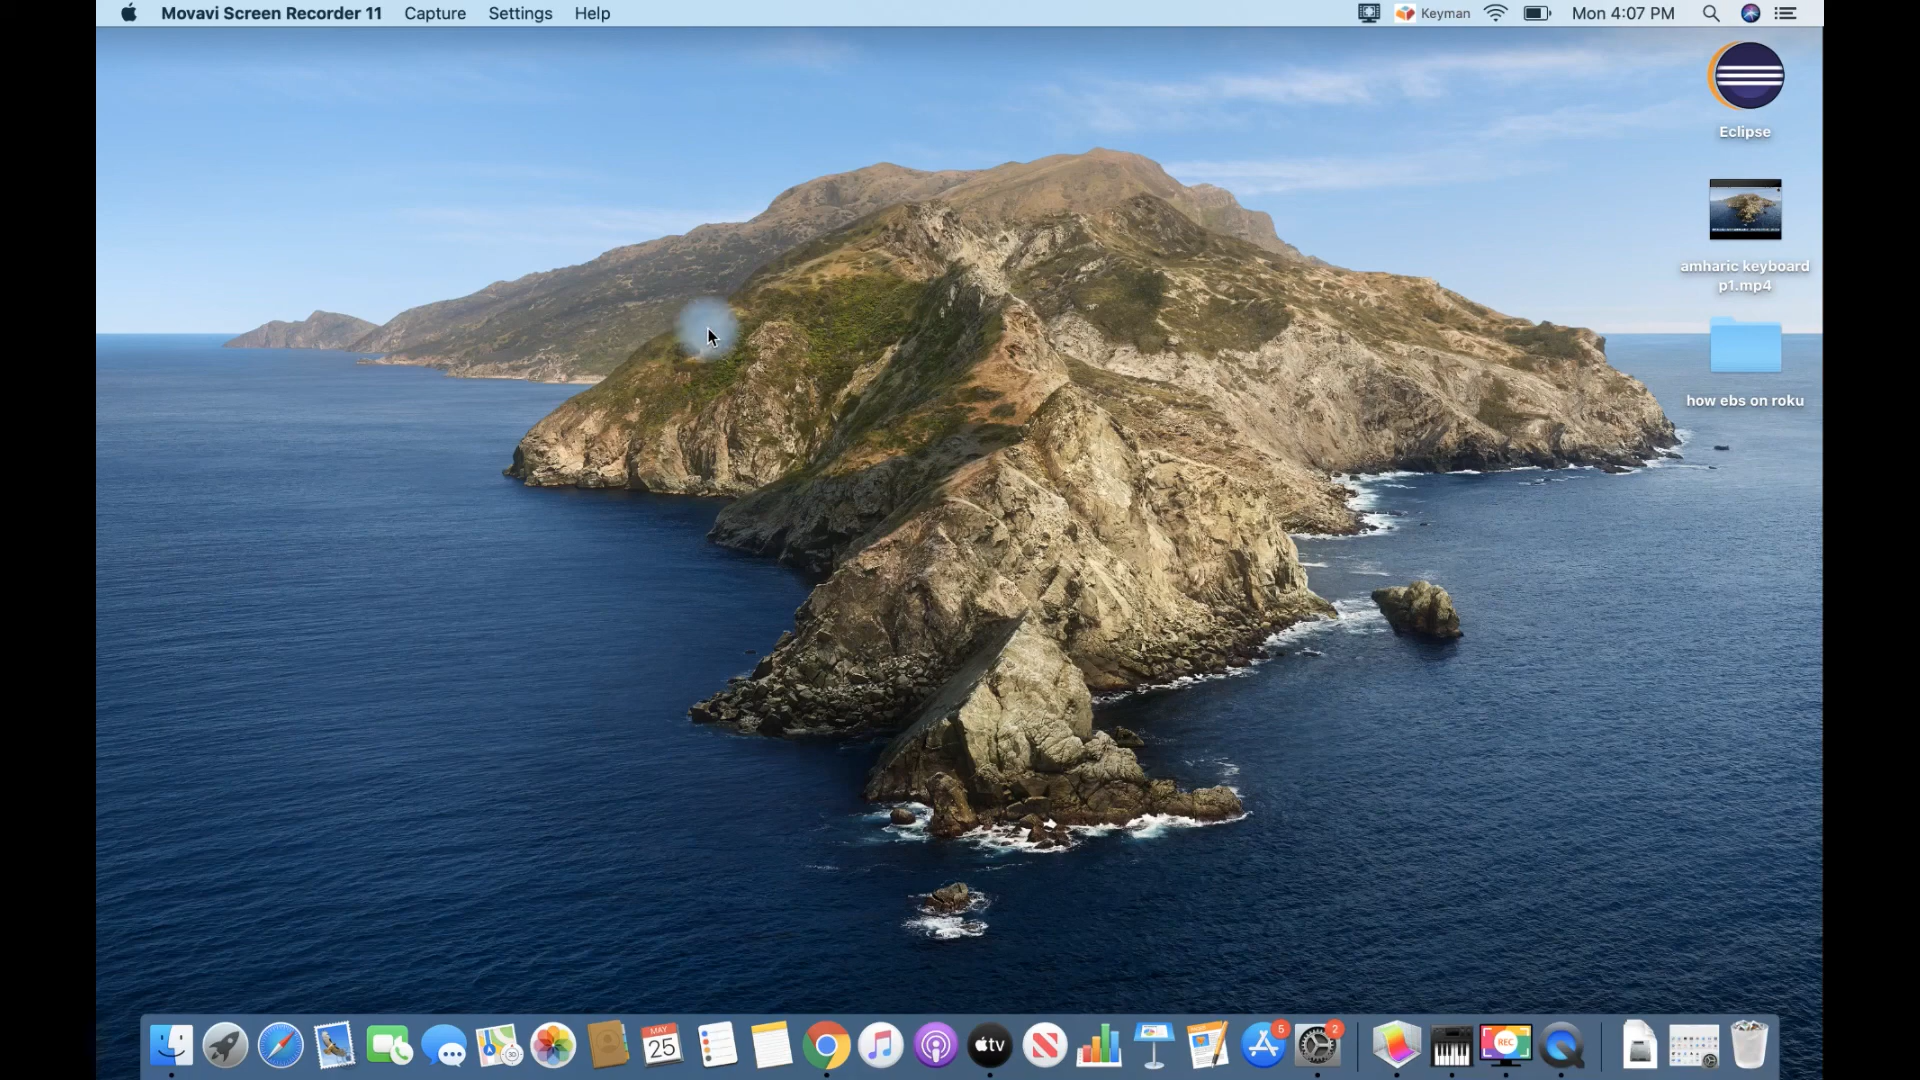 Movavi Screen Recorder 11 Capture Settings Help Keyman Mon 4:07 PM
Eclipse
amharic keyboard
p1.mp4
how ebs on roku
MAY
25
tv
5
2
REC